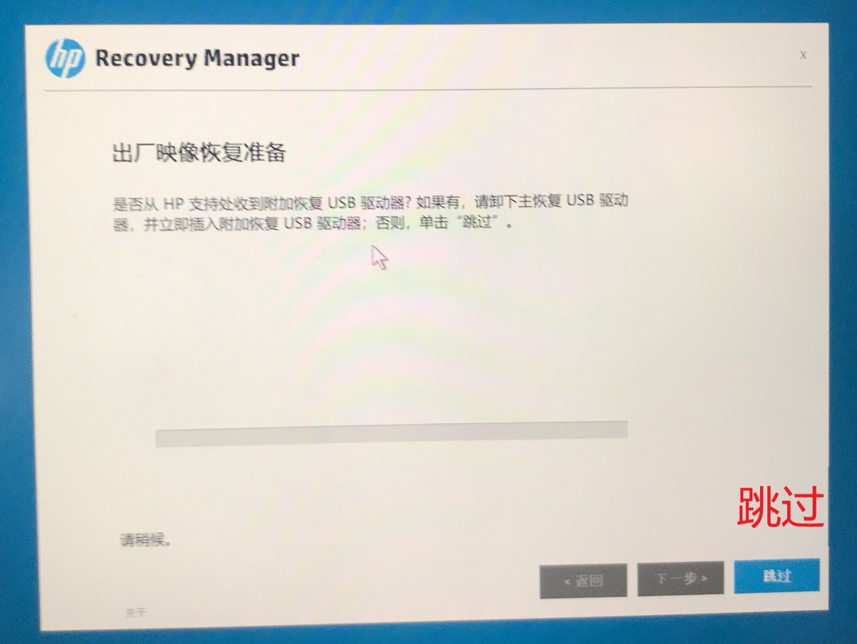 hp Recovery Manager
x
出厂映像恢复准备
是否从 HP 支持处收到附加恢复 USB 驱动器? 如果有，请卸下主恢复 USB 驱动
器，并立即插入附加恢复 USB 驱动器；否则，单击“跳过”。
跳过
请稍候。
< 返回
下一步 >
跳过
关于